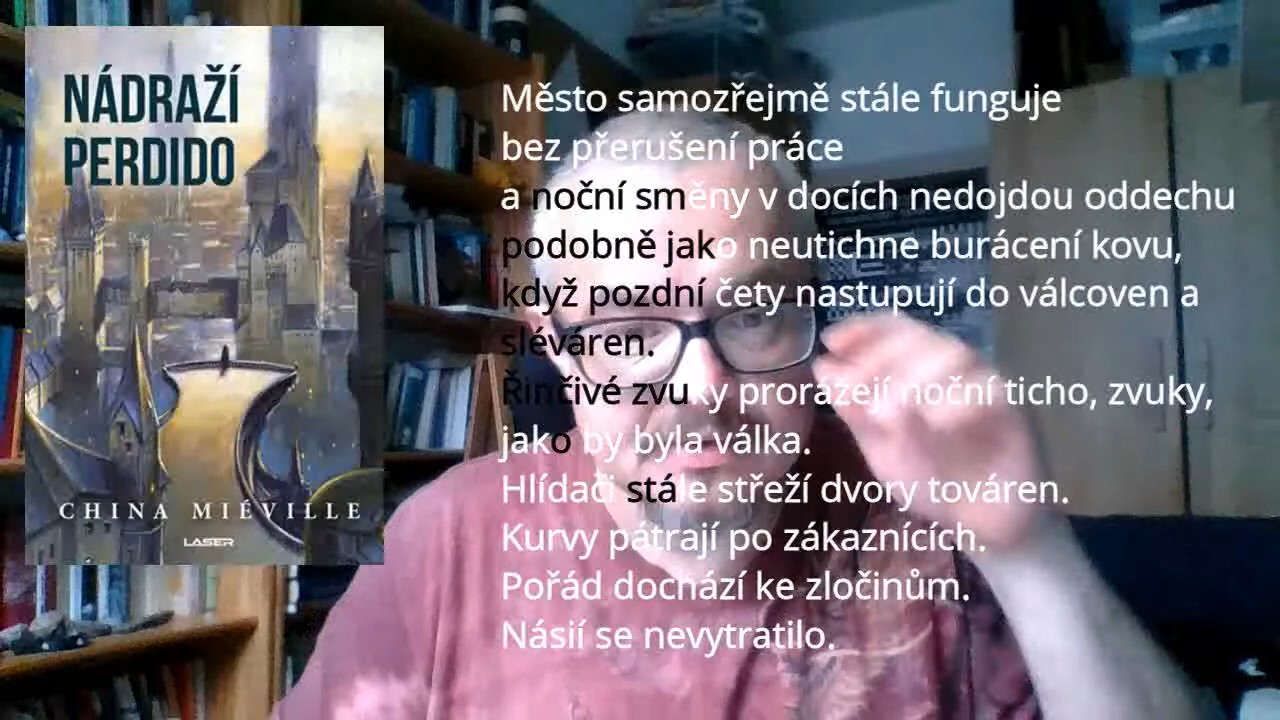 NÁDRAŽÍ
PERDIDO
CHINA MIÉVILLE
LASER
Město samozřejmě stále funguje
bez přerušení práce
a noční směny v docích nedojdou oddechu
podobně jako neutichne burácení kovu,
když pozdní čety nastupují do válcoven a
sléváren.
Řinčivé zvuky prorážejí noční ticho, zvuky,
jako by byla válka.
Hlídači stále střeží dvory továren.
Kurvy pátrají po zákaznících.
Pořád dochází ke zločinům.
Násií se nevytratilo.